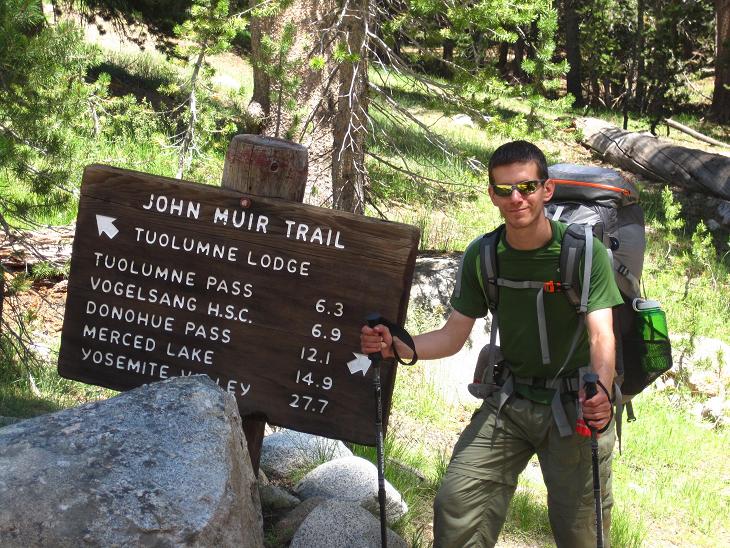 JOHN MUIR TRAIL
TUOLUMNE LODGE
TUOLUMNE PASS 6.3
VOGELSANG H.S.C. 6.9
DONOHUE PASS 12.1
MERCED LAKE 14.9
YOSEMITE VALLEY 27.7